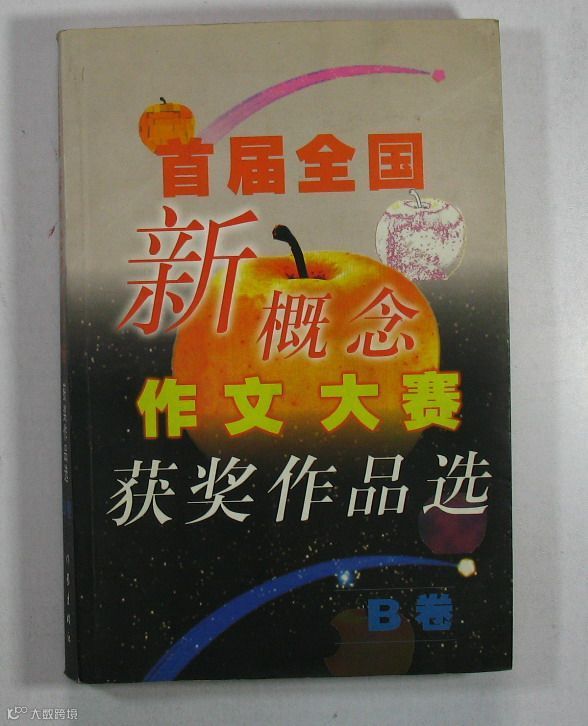 首届全国
新概念
作文大赛
获奖作品选
B卷
大数跨境